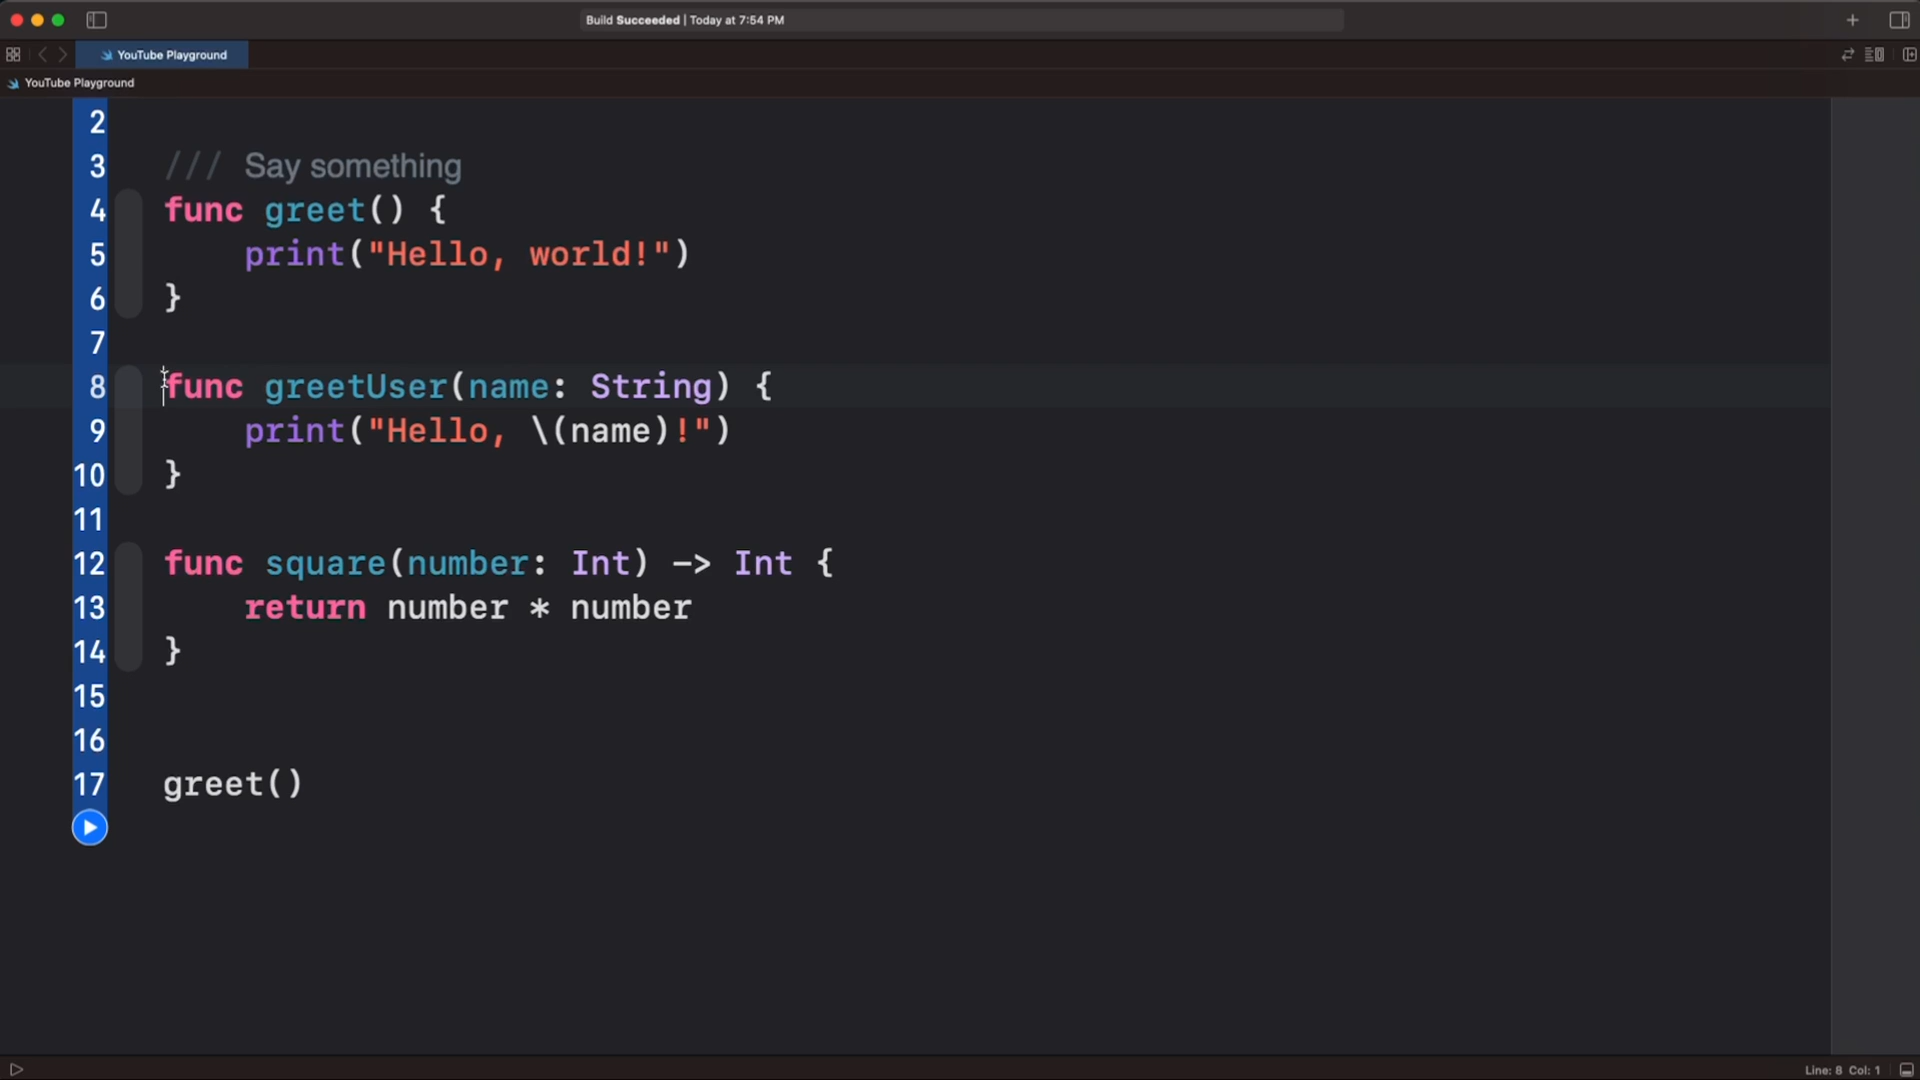 Build Succeeded | Today at 7:54 PM
YouTube Playground
YouTube Playground
2
3 /// Say something
4 func greet() {
5 print("Hello, world!")
6 }
7
8 func greetUser(name: String) {
9 print("Hello, \(name)!")
10 }
11
12 func square(number: Int) -> Int {
13 return number * number
14 }
15
16
17 greet()
Line: 8 Col: 1